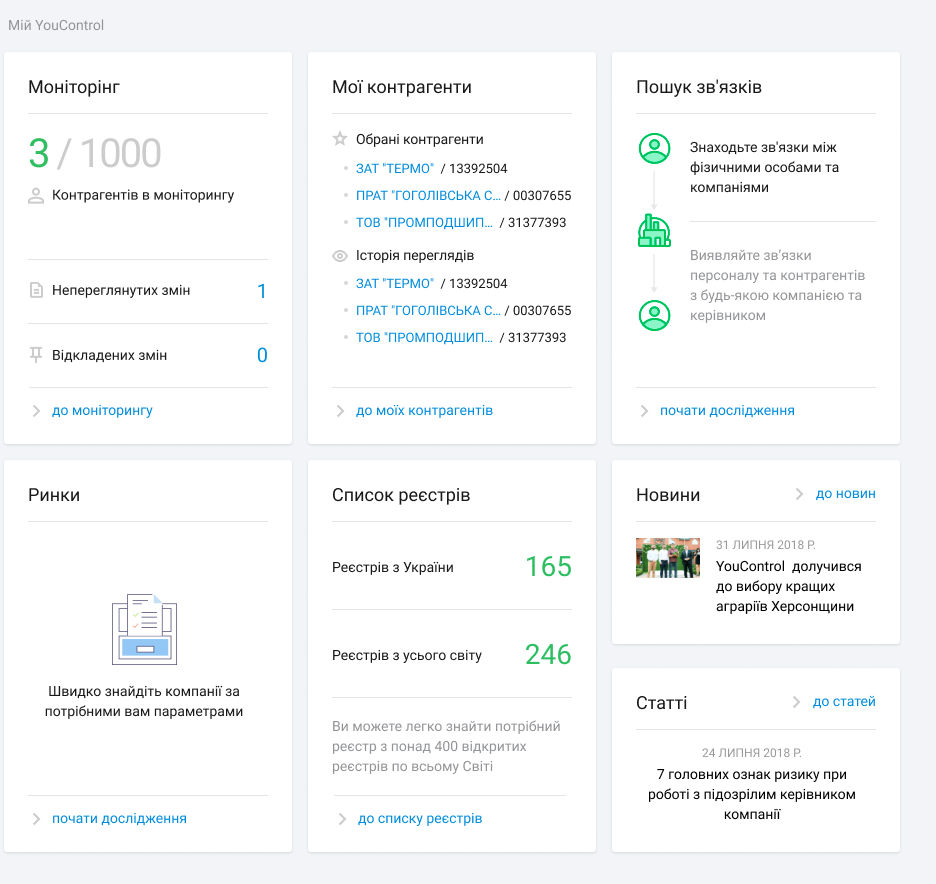 Мій YouControl
Моніторінг
3 / 1000
Контрагентів в моніторингу
Непереглянутих змін 1
Відкладених змін 0
до моніторингу
Мої контрагенти
Обрані контрагенти
ЗАТ "ТЕРМО" / 13392504
ПРАТ "ГОГОЛІВСЬКА С... / 00307655
ТОВ "ПРОМПОДШИП... / 31377393
Історія переглядів
ЗАТ "ТЕРМО" / 13392504
ПРАТ "ГОГОЛІВСЬКА С... / 00307655
ТОВ "ПРОМПОДШИП... / 31377393
до моїх контрагентів
Пошук зв'язків
Знаходьте зв'язки між
фізичними особами та
компаніями
Виявляйте зв'язки
персоналу та контрагентів
з будь-якою компанією та
керівником
почати дослідження
Ринки
Швидко знайдіть компанії за
потрібними вам параметрами
почати дослідження
Список реєстрів
Реєстрів з України 165
Реєстрів з усього світу 246
Ви можете легко знайти потрібний
реєстр з понад 400 відкритих
реєстрів по всьому Світі
до списку реєстрів
Новини до новин
31 ЛИПНЯ 2018 Р.
YouControl долучився
до вибору кращих
аграріїв Херсонщини
Статті до статей
24 ЛИПНЯ 2018 Р.
7 головних ознак ризику при
роботі з підозрілим керівником
компанії